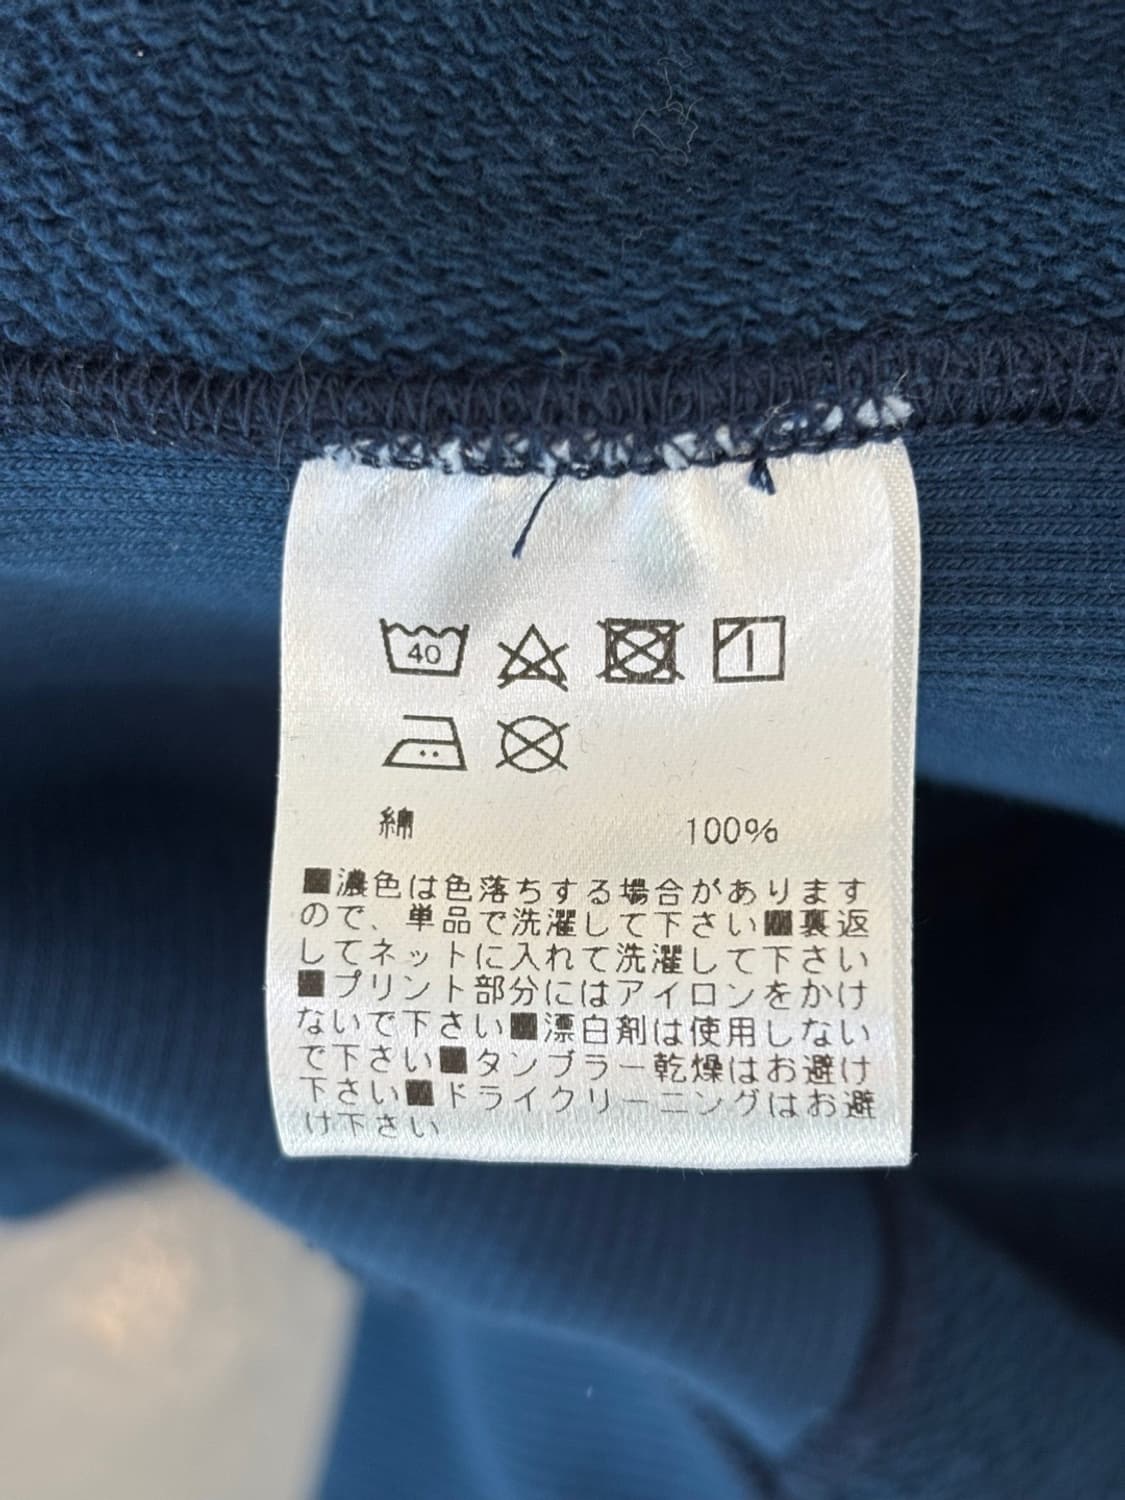 40
綿 100%
■濃色は色落ちする場合があります
ので、単品で洗濯して下さい■裏返
してネットに入れて洗濯して下さい
■プリント部分にはアイロンをかけ
ないで下さい■漂白剤は使用しない
で下さい■タンブラー乾燥はお避け
下さい■ドライクリーニングはお避
け下さい